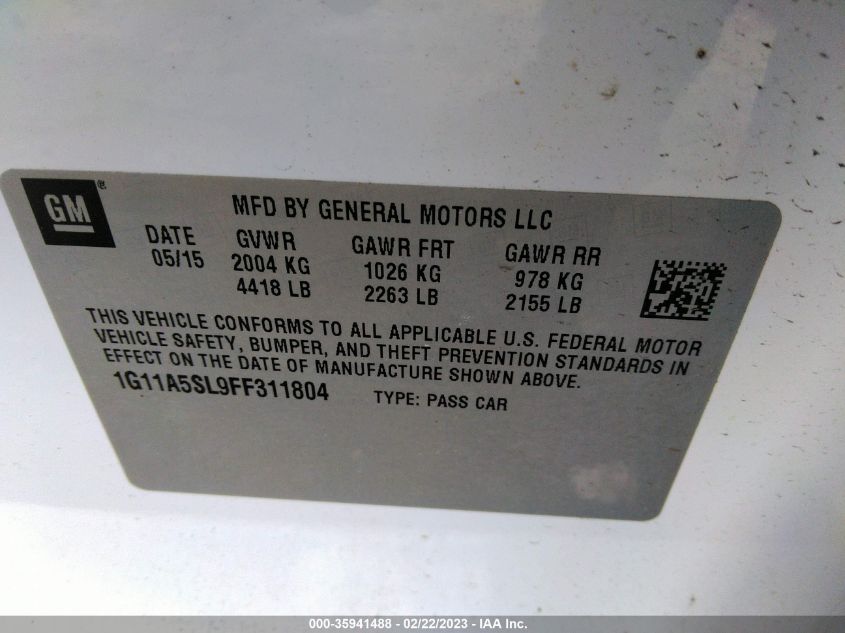 GM®
MFD BY GENERAL MOTORS LLC
DATE GVWR GAWR FRT GAWR RR
05/15 2004 KG 1026 KG 978 KG
4418 LB 2263 LB 2155 LB
THIS VEHICLE CONFORMS TO ALL APPLICABLE U.S. FEDERAL MOTOR
VEHICLE SAFETY, BUMPER, AND THEFT PREVENTION STANDARDS IN
EFFECT ON THE DATE OF MANUFACTURE SHOWN ABOVE.
1G11A5SL9FF311804 TYPE: PASS CAR
000-35941488 - 02/22/2023 - IAA Inc.